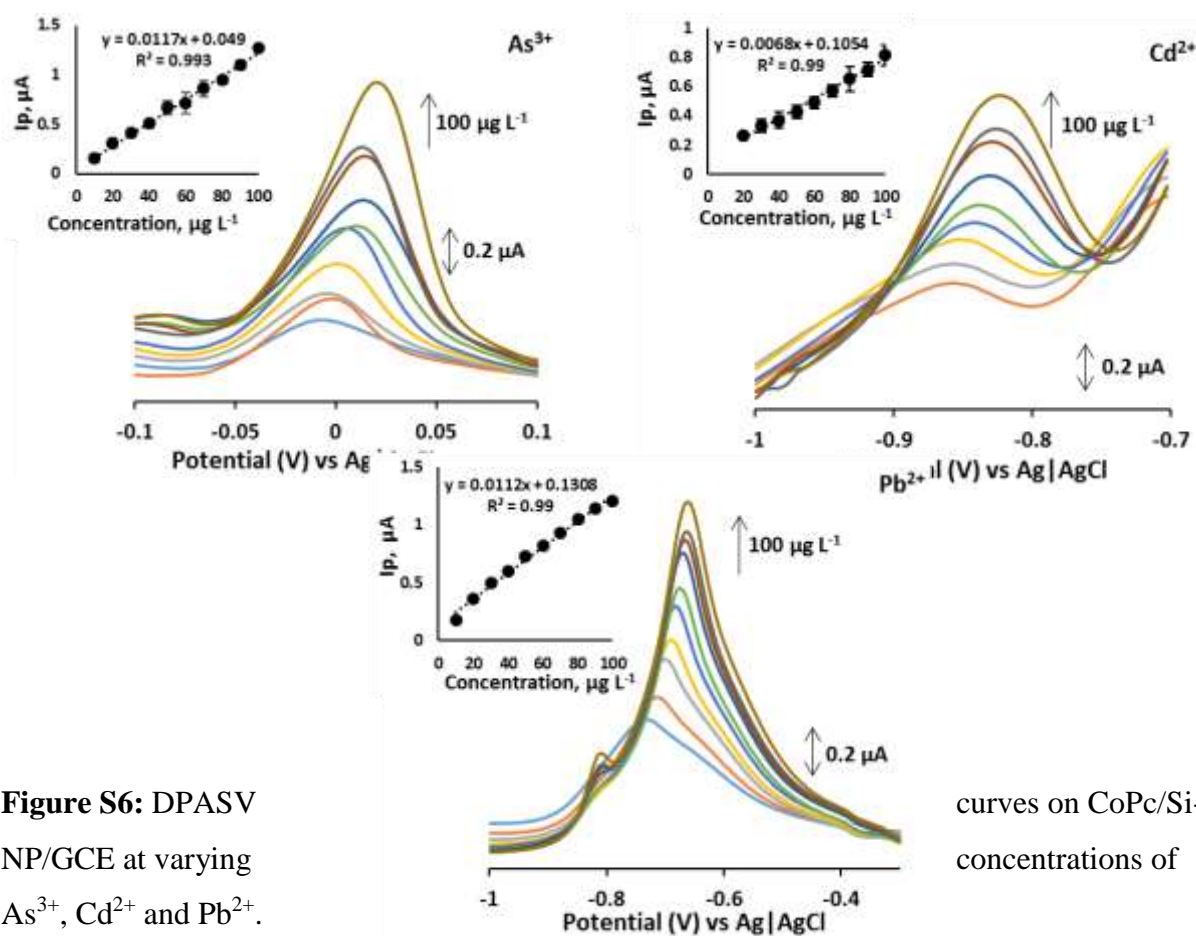 1.5
y = 0.0117x + 0.049
R² = 0.993
As³⁺
1
0.5
0
Ip, µA
0 20 40 60 80 100
Concentration, µg L⁻¹
100 µg L⁻¹
0.2 µA
-0.1 -0.05 0 0.05 0.1
Potential (V) vs Ag
1
y = 0.0068x + 0.1054
R² = 0.99
Cd²⁺
0.8
0.6
0.4
0.2
0
Ip, µA
0 20 40 60 80 100
Concentration, µg L⁻¹
100 µg L⁻¹
0.2 µA
-1 -0.9 -0.8 -0.7
l (V) vs Ag|AgCl
1.5
y = 0.0112x + 0.1308
R² = 0.99
Pb²⁺
1
0.5
0
Ip, µA
0 20 40 60 80 100
Concentration, µg L⁻¹
100 µg L⁻¹
0.2 µA
-1 -0.8 -0.6 -0.4
Potential (V) vs Ag|AgCl
Figure S6: DPASV curves on CoPc/Si-
NP/GCE at varying concentrations of
As³⁺, Cd²⁺ and Pb²⁺.